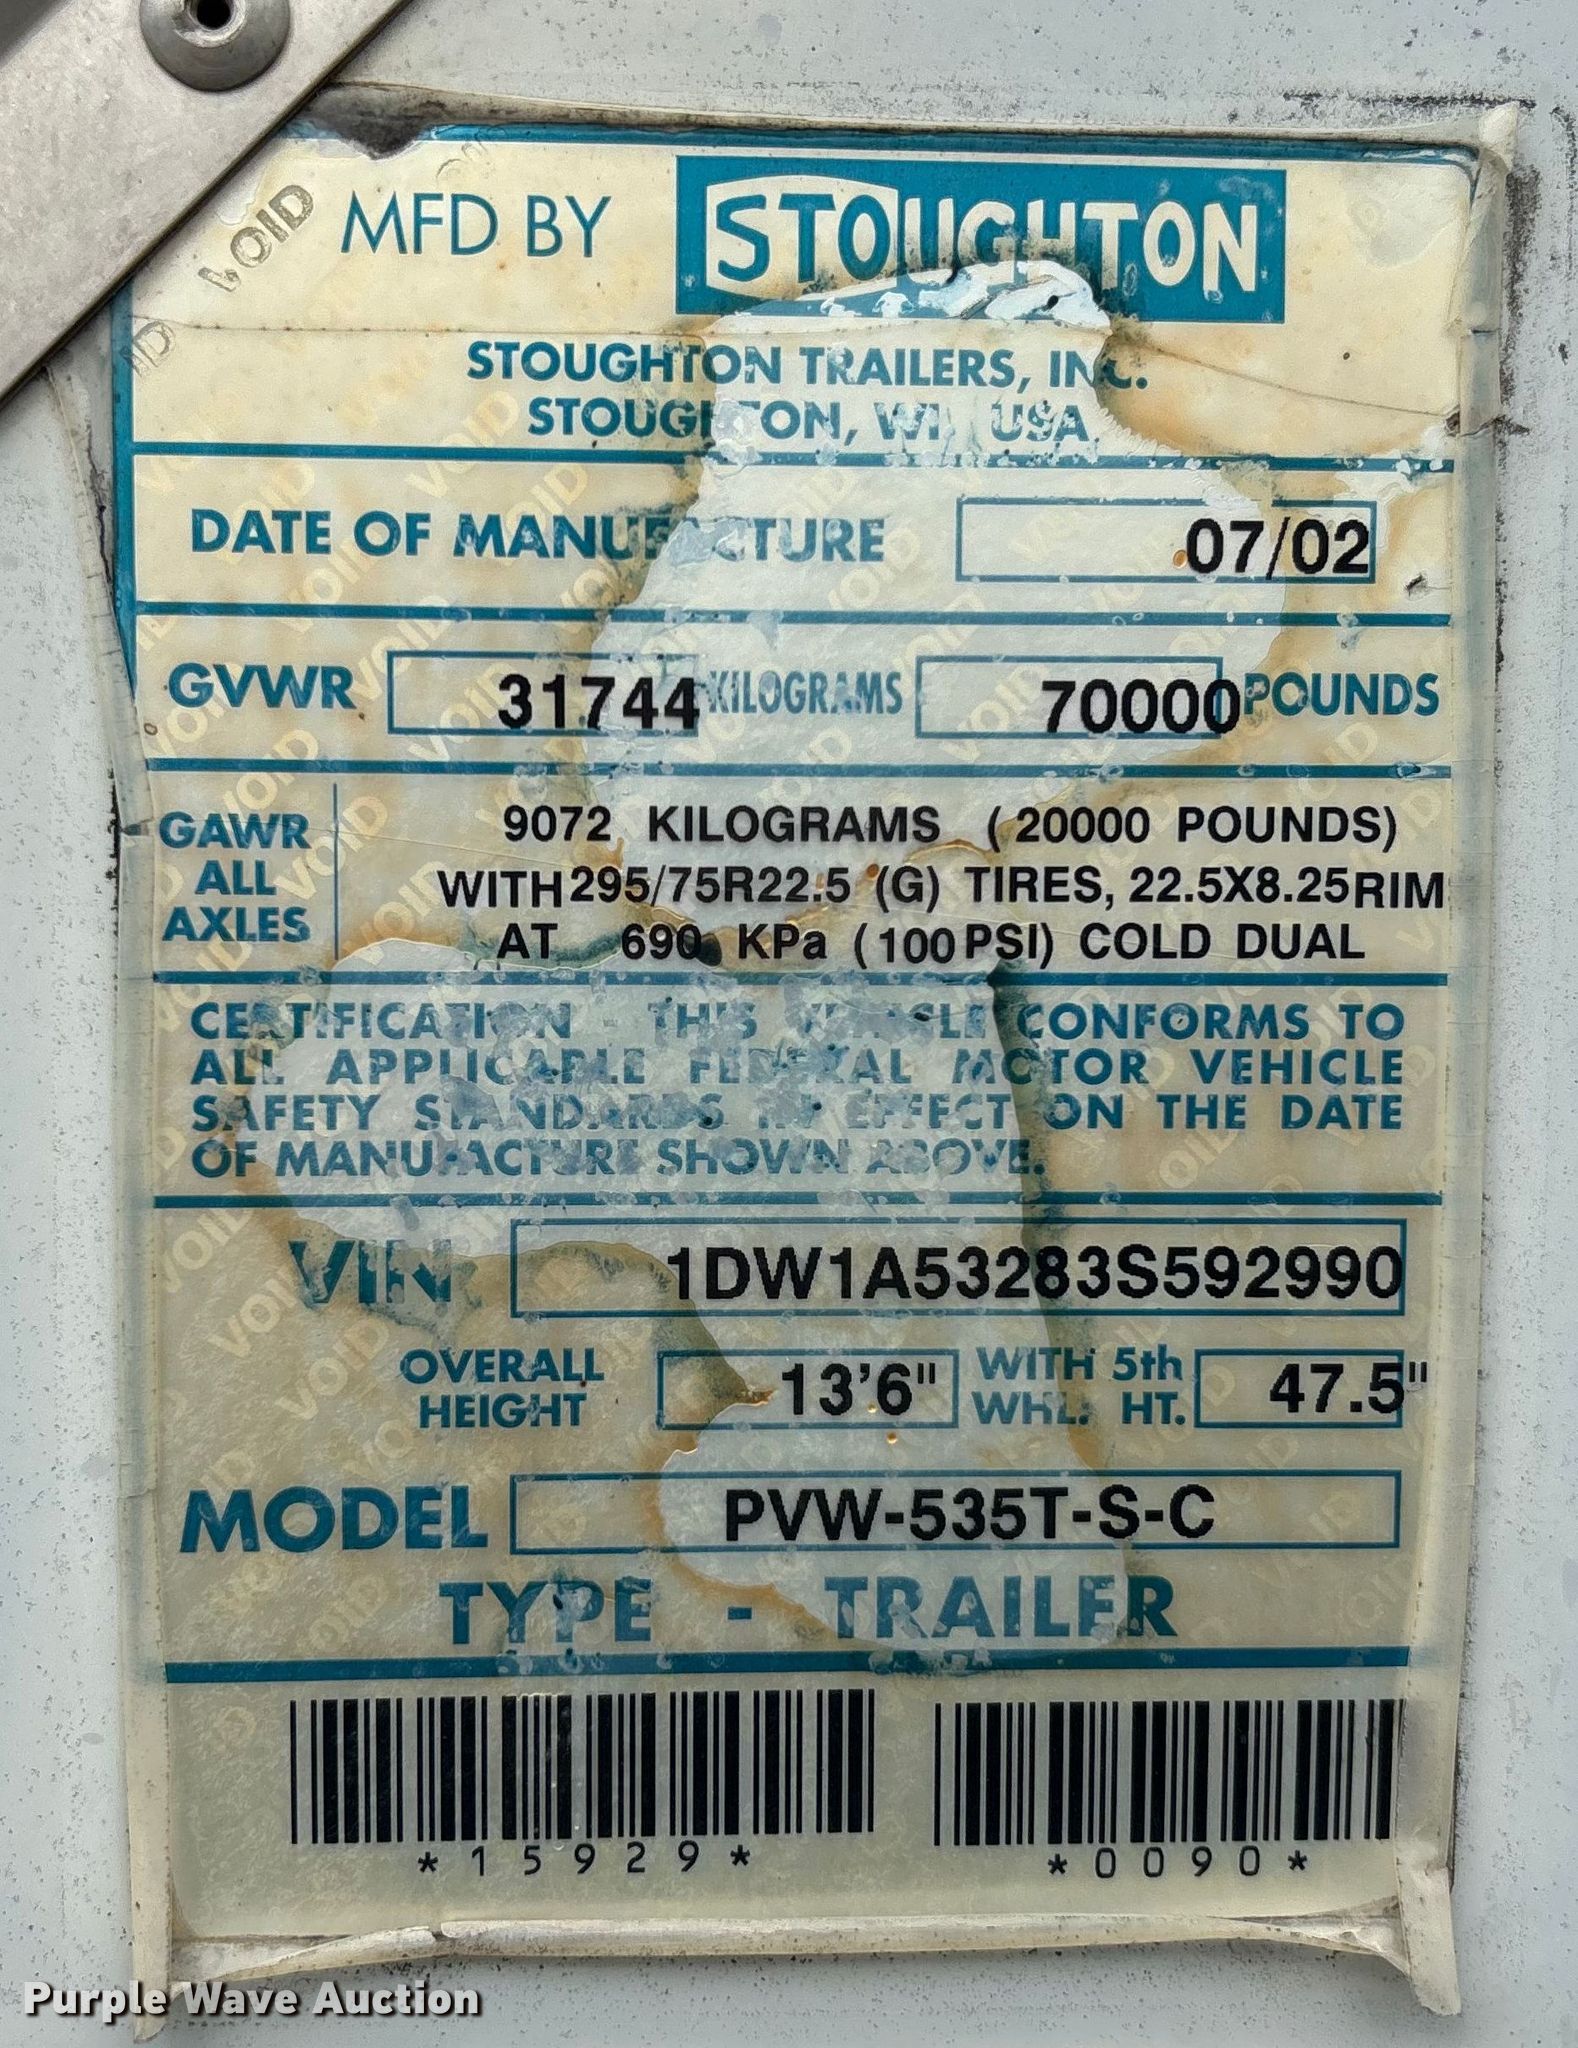 MFD BY STOUGHTON
STOUGHTON TRAILERS, INC.
STOUGHTON, WI USA
DATE OF MANUFACTURE 07/02
GVWR 31744 KILOGRAMS 70000 POUNDS
GAWR ALL AXLES
9072 KILOGRAMS (20000 POUNDS)
WITH 295/75R22.5 (G) TIRES, 22.5X8.25 RIM
AT 690 KPa (100 PSI) COLD DUAL
CERTIFICATION - THIS VEHICLE CONFORMS TO
ALL APPLICABLE FEDERAL MOTOR VEHICLE
SAFETY STANDARDS IN EFFECT ON THE DATE
OF MANUFACTURE SHOWN ABOVE.
VIN 1DW1A53283S592990
OVERALL HEIGHT 13'6" WITH 5th WHL. HT. 47.5"
MODEL PVW-535T-S-C
TYPE - TRAILER
*15929* *0090*
Purple Wave Auction
VOID